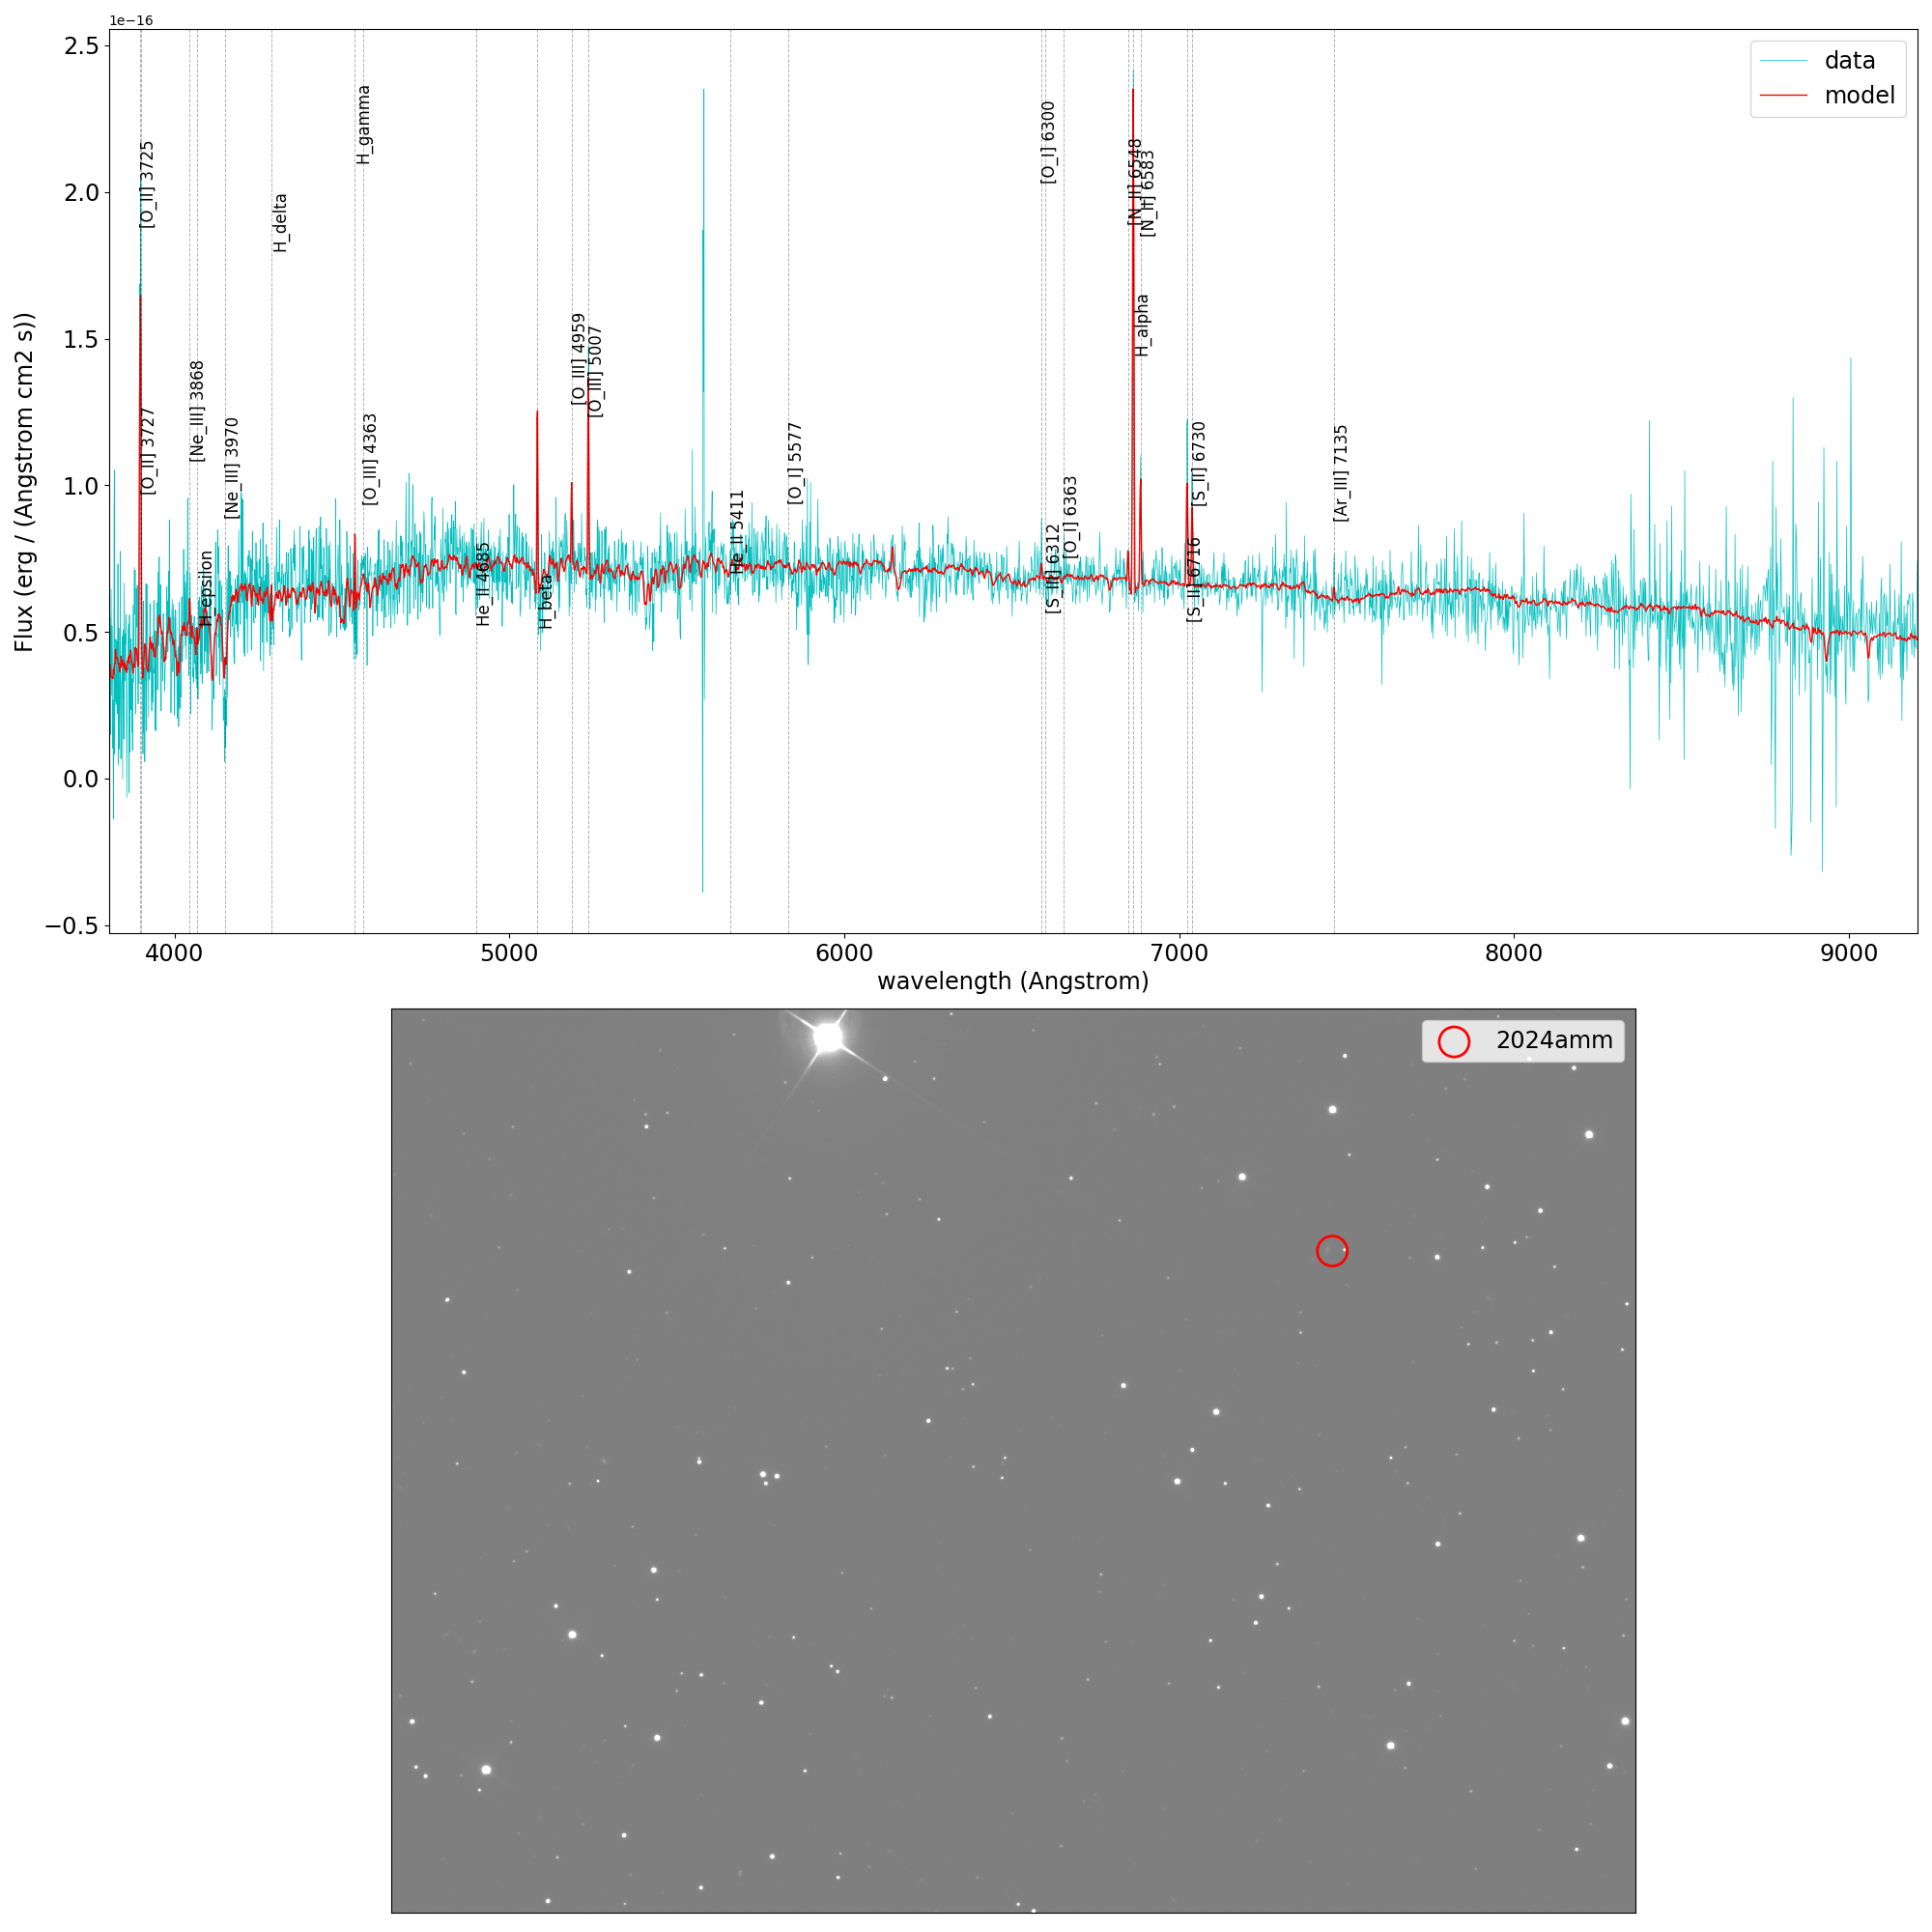 1e−16
data
model
2.5
2.0
1.5
1.0
0.5
0.0
−0.5
Flux (erg / (Angstrom cm2 s))
[O_II] 3725
[O_II] 3727
[Ne_III] 3868
H_epsilon
[Ne_III] 3970
H_delta
H_gamma
[O_III] 4363
He_II 4685
H_beta
[O_III] 4959
[O_III] 5007
He_II 5411
[O_I] 5577
[O_I] 6300
[S_III] 6312
[O_I] 6363
[N_II] 6548
[N_II] 6583
H_alpha
[S_II] 6716
[S_II] 6730
[Ar_III] 7135
4000
5000
6000
7000
8000
9000
wavelength (Angstrom)
2024amm